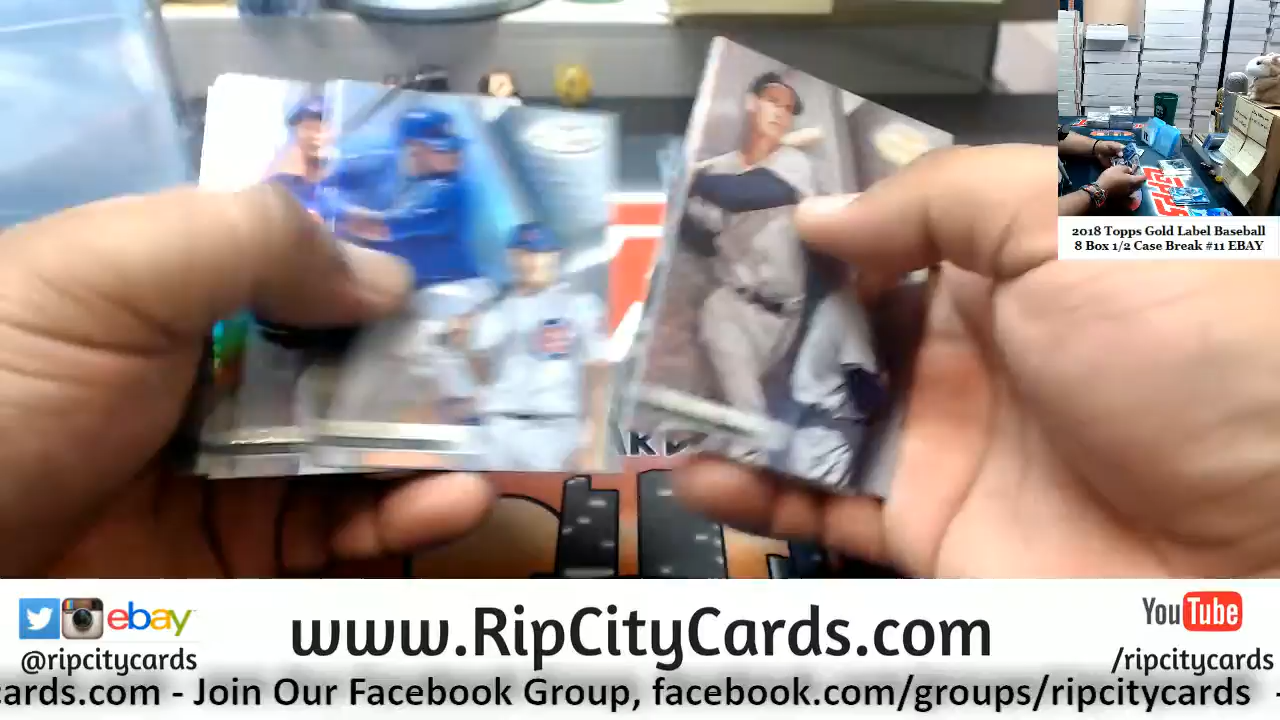 2018 Topps Gold Label Baseball
8 Box 1/2 Case Break #11 EBAY
ebay
www.RipCityCards.com
YouTube
@ripcitycards
/ripcitycards
cards.com - Join Our Facebook Group, facebook.com/groups/ripcitycards -